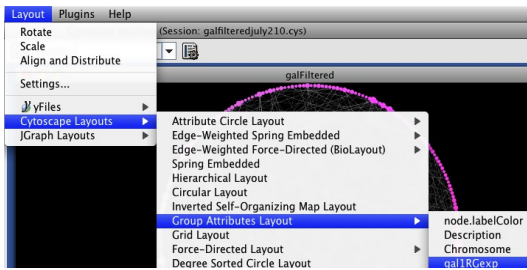 Layout Plugins Help
Rotate
(Session: galfilteredjuly210.cys)
Scale
Align and Distribute
Settings...
galFiltered
yFiles
Cytoscape Layouts
JGraph Layouts
Attribute Circle Layout
Edge-Weighted Spring Embedded
Edge-Weighted Force-Directed (BioLayout)
Spring Embedded
Hierarchical Layout
Circular Layout
Inverted Self-Organizing Map Layout
Group Attributes Layout
Grid Layout
Force-Directed Layout
Degree Sorted Circle Layout
node.labelColor
Description
Chromosome
gal1RGexp